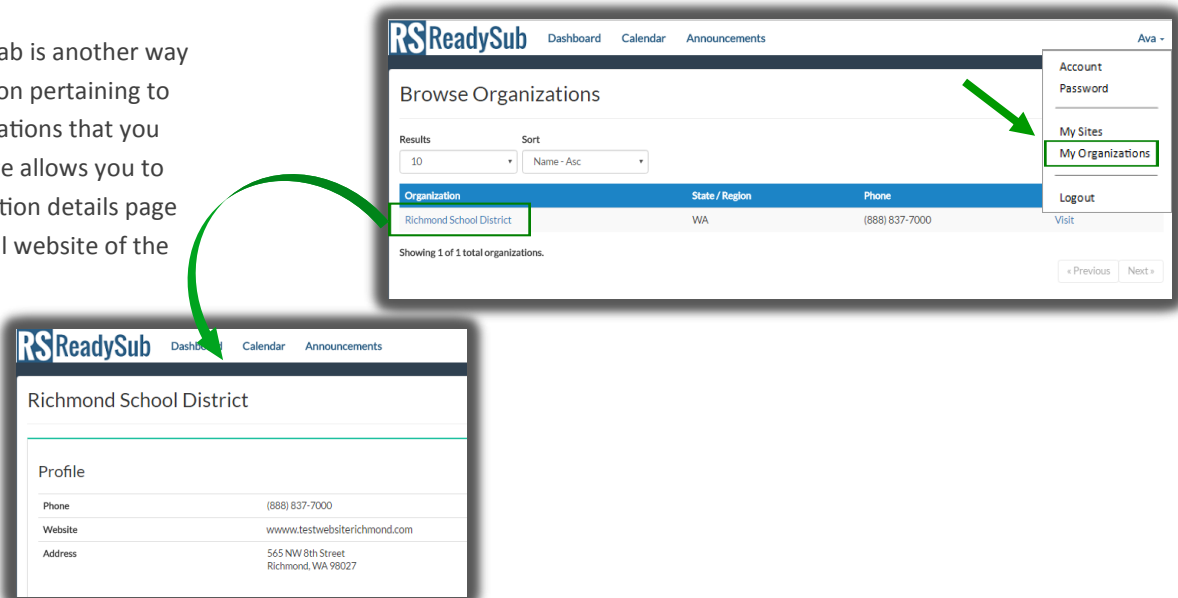 ab is another way
on pertaining to
ations that you
e allows you to
tion details page
l website of the
RS ReadySub Dashboard Calendar Announcements Ava
Account
Password
My Sites
My Organizations
Logout
Browse Organizations
Results Sort
10 Name - Asc
Organization State / Region Phone
Richmond School District WA (888) 837-7000 Visit
Showing 1 of 1 total organizations.
« Previous Next »
RS ReadySub Dashboard Calendar Announcements
Richmond School District
Profile
Phone (888) 837-7000
Website wwww.testwebsiterichmond.com
Address 565 NW 8th Street
Richmond, WA 98027